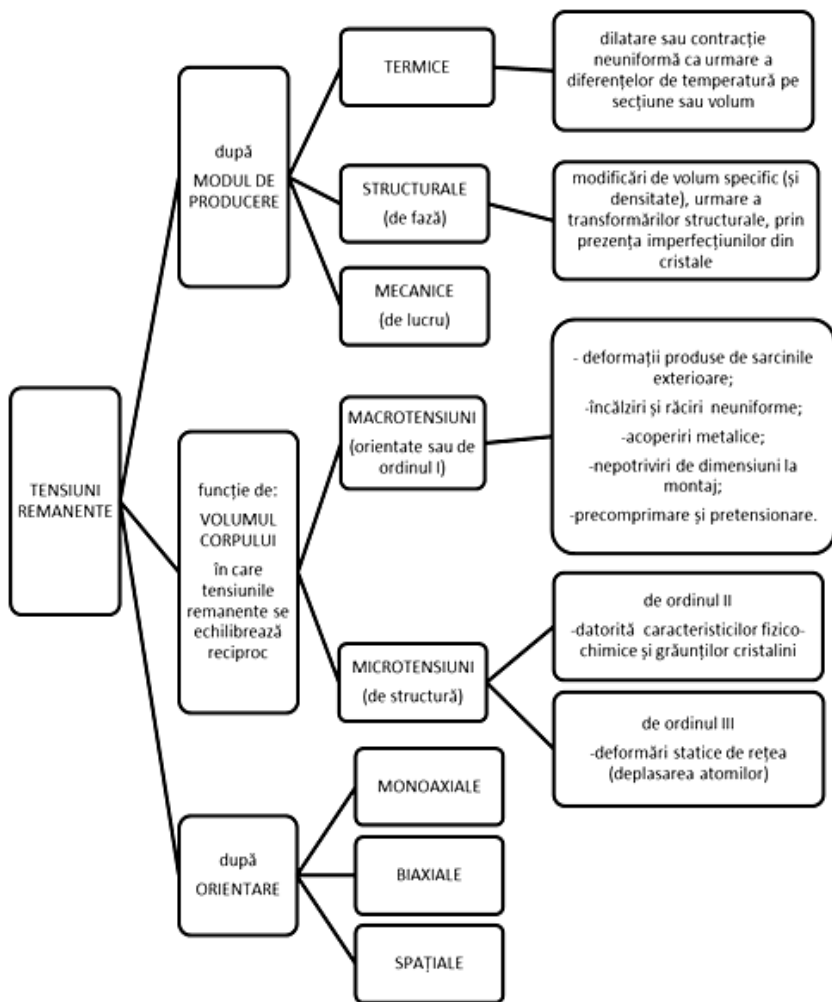 TENSIUNI
REMANENTE
după
MODUL DE
PRODUCERE
TERMICE
dilatare sau contracție
neuniformă ca urmare a
diferențelor de temperatură pe
secțiune sau volum
STRUCTURALE
(de fază)
modificări de volum specific (și
densitate), urmare a
transformărilor structurale, prin
prezența imperfecțiunilor din
cristale
MECANICE
(de lucru)
funcție de:
VOLUMUL
CORPULUI
în care
tensiunile
remanente se
echilibrează
reciproc
MACROTENSIUNI
(orientate sau de
ordinul I)
- deformații produse de sarcinile
exterioare;
-încălziri și răciri neuniforme;
-acoperiri metalice;
-nepotriviri de dimensiuni la
montaj;
-precomprimare și pretensionare.
MICROTENSIUNI
(de structură)
de ordinul II
-datorită caracteristicilor fizico-
chimice și grăunților cristalini
de ordinul III
-deformări statice de rețea
(deplasarea atomilor)
după
ORIENTARE
MONOAXIALE
BIAXIALE
SPAȚIALE